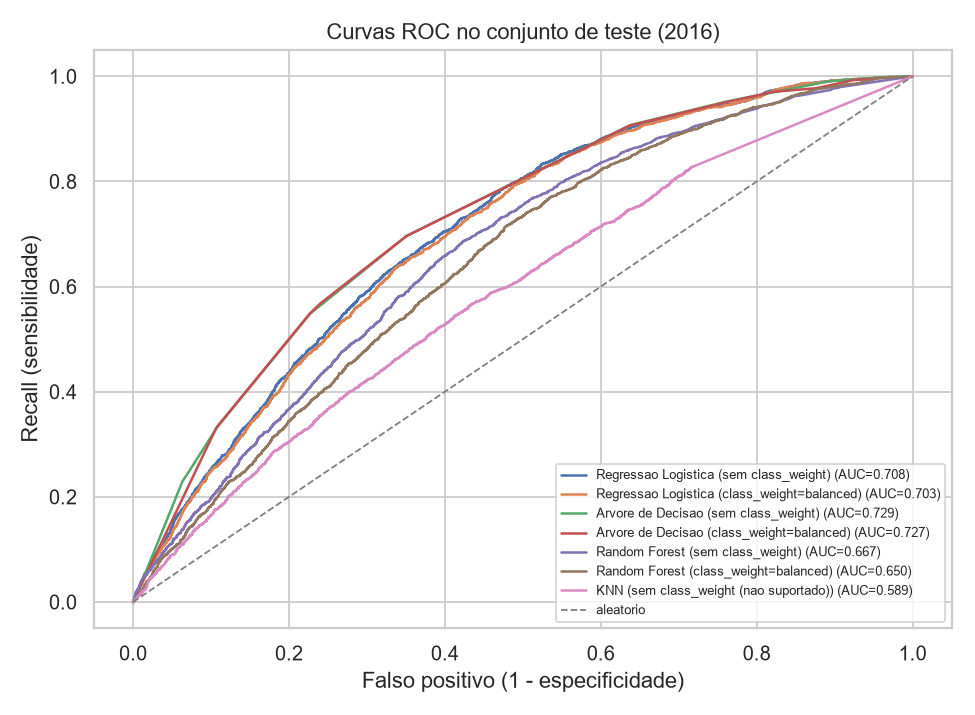 Curvas ROC no conjunto de teste (2016)
1.0
0.8
0.6
0.4
0.2
0.0
Recall (sensibilidade)
Regressao Logistica (sem class_weight) (AUC=0.708)
Regressao Logistica (class_weight=balanced) (AUC=0.703)
Arvore de Decisao (sem class_weight) (AUC=0.729)
Arvore de Decisao (class_weight=balanced) (AUC=0.727)
Random Forest (sem class_weight) (AUC=0.667)
Random Forest (class_weight=balanced) (AUC=0.650)
KNN (sem class_weight (nao suportado)) (AUC=0.589)
aleatorio
0.0 0.2 0.4 0.6 0.8 1.0
Falso positivo (1 - especificidade)